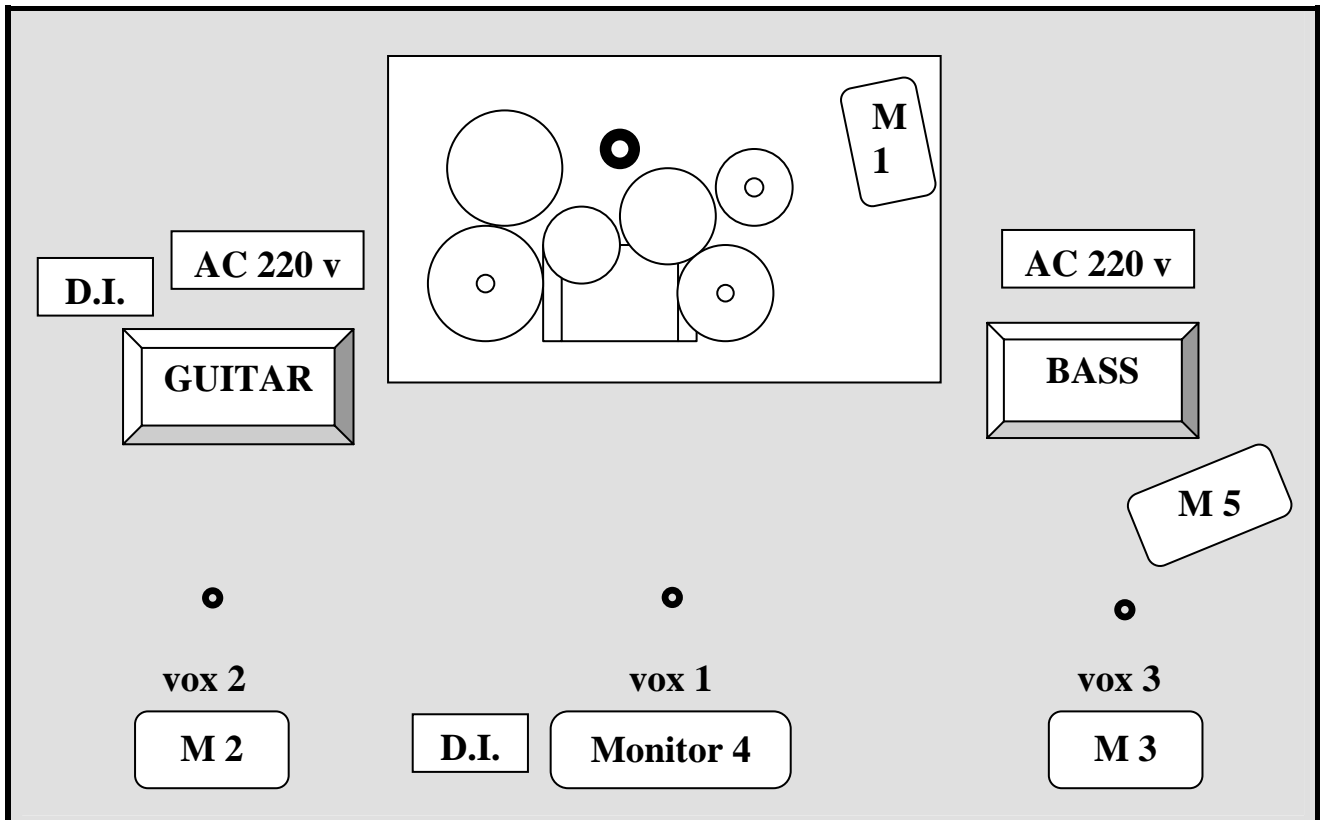 M
1
AC 220 v
AC 220 v
D.I.
GUITAR
BASS
M 5
vox 2
vox 1
vox 3
M 2
D.I.
Monitor 4
M 3